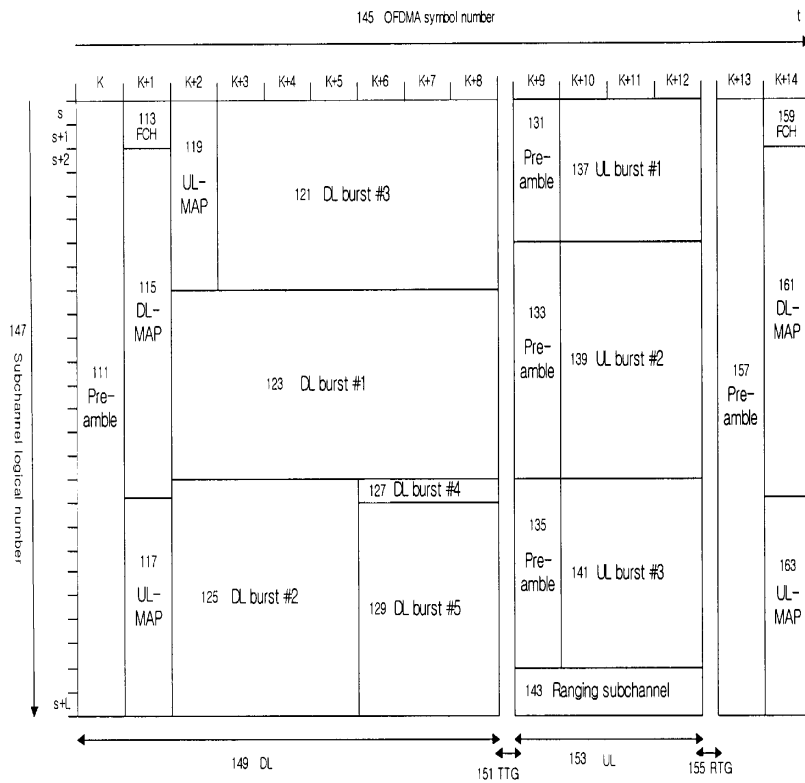 145 OFDMA symbol number
t
K K+1 K+2 K+3 K+4 K+5 K+6 K+7 K+8 K+9 K+10 K+11 K+12 K+13 K+14
s
s+1
s+2
s+L
147 Subchannel logical number
111
Pre-
amble
113
FCH
115
DL-
MAP
117
UL-
MAP
119
UL-
MAP
121 DL burst #3
123 DL burst #1
125 DL burst #2
127 DL burst #4
129 DL burst #5
131
Pre-
amble
133
Pre-
amble
135
Pre-
amble
137 UL burst #1
139 UL burst #2
141 UL burst #3
143 Ranging subchannel
157
Pre-
amble
159
FCH
161
DL-
MAP
163
UL-
MAP
149 DL
151 TTG
153 UL
155 RTG